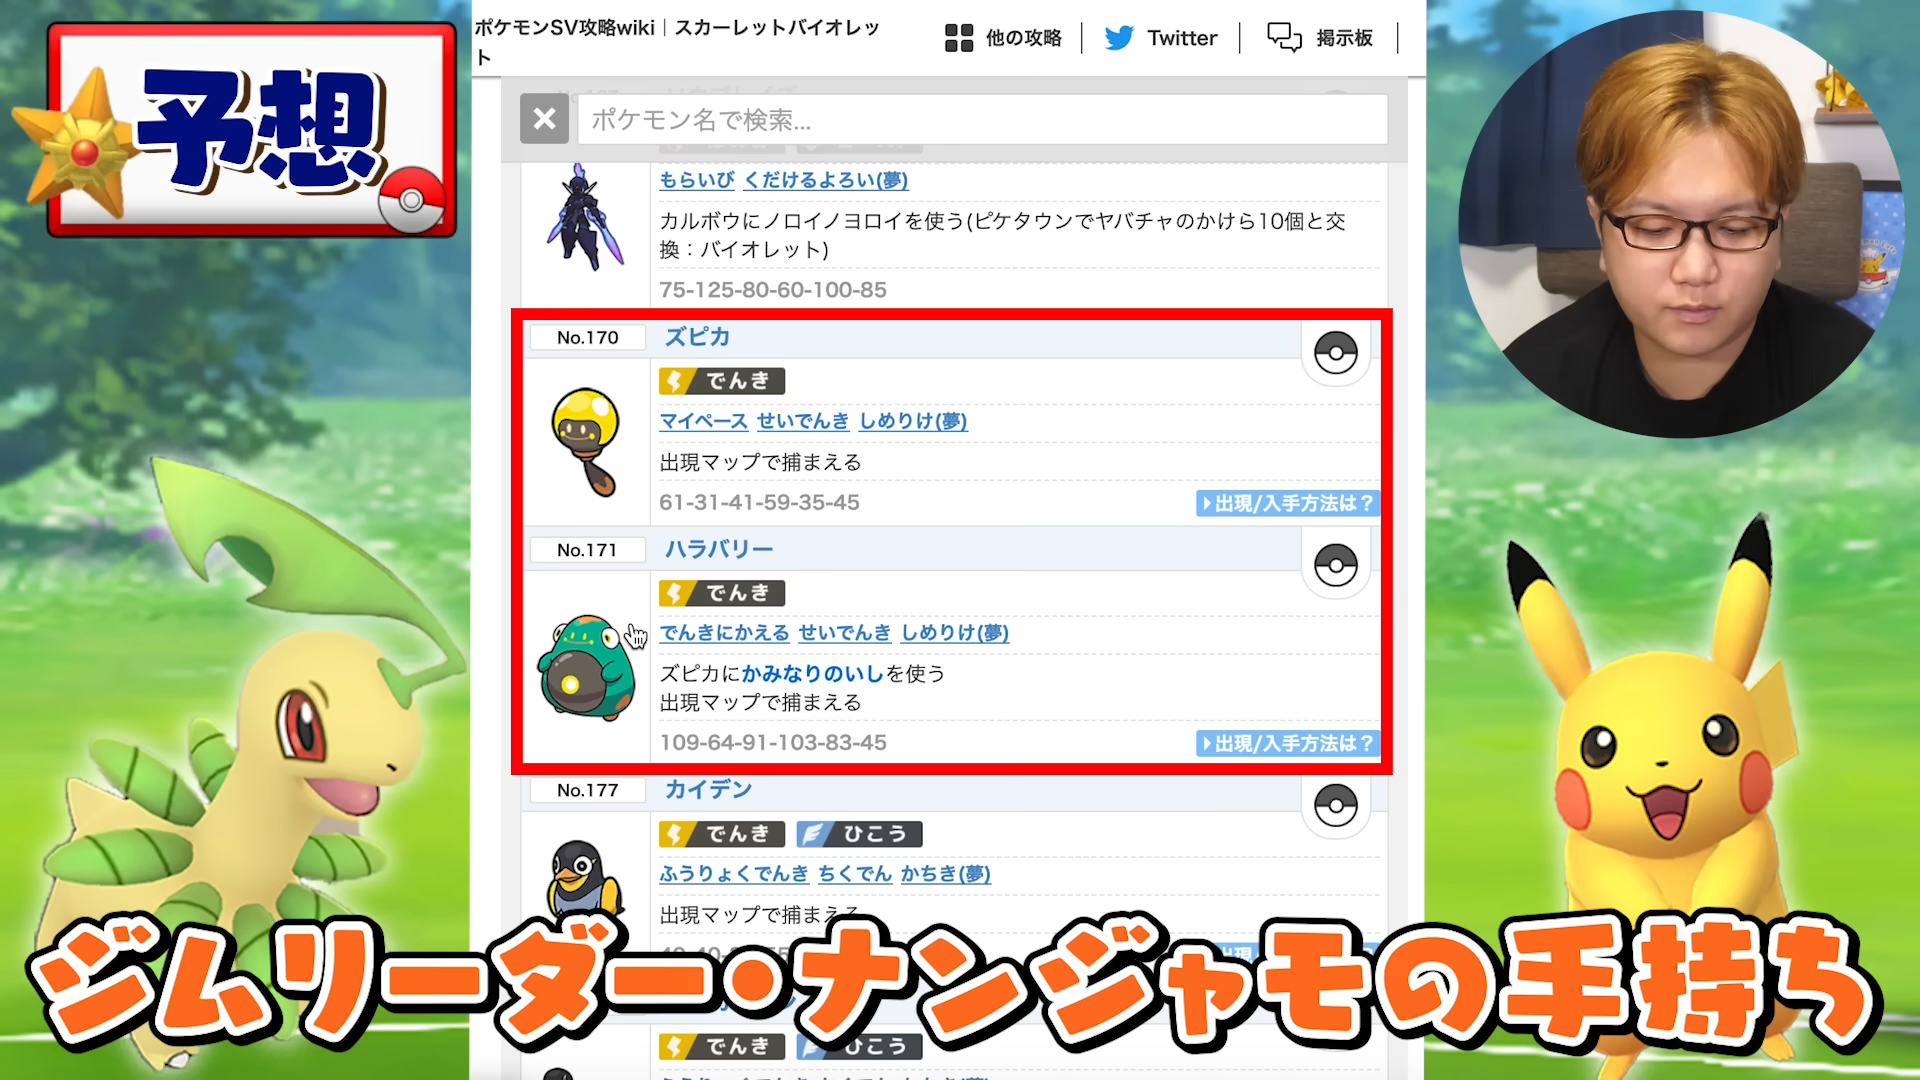 予想
ポケモンSV攻略wiki｜スカーレットバイオレッ
ト
他の攻略
Twitter
掲示板
ポケモン名で検索...
もらいび くだけるよろい(夢)
カルボウにノロイノヨロイを使う(ピケタウンでヤバチャのかけら10個と交
換：バイオレット)
75-125-80-60-100-85
No.170 ズピカ
でんき
マイペース せいでんき しめりけ(夢)
出現マップで捕まえる
61-31-41-59-35-45
出現/入手方法は？
No.171 ハラバリー
でんき
でんきにかえる せいでんき しめりけ(夢)
ズピカにかみなりのいしを使う
出現マップで捕まえる
109-64-91-103-83-45
出現/入手方法は？
No.177 カイデン
でんき ひこう
ふうりょくでんき ちくでん かちき(夢)
出現マップで捕まえる
ジムリーダー・ナンジャモの手持ち
でんき ひこう